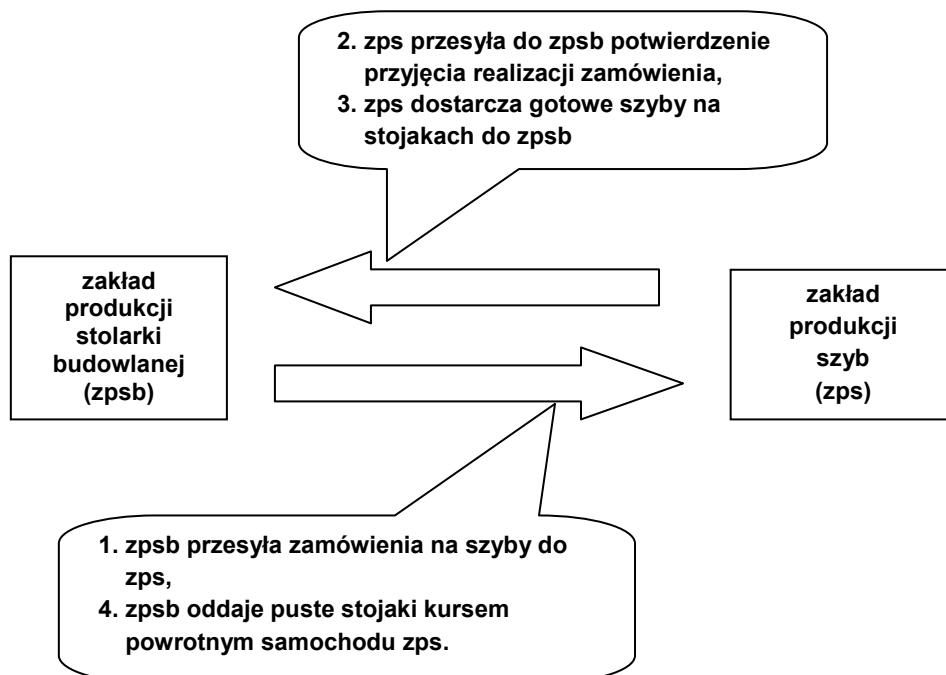 2. zps przesyła do zpsb potwierdzenie
przyjęcia realizacji zamówienia,
3. zps dostarcza gotowe szyby na
stojakach do zpsb
zakład
produkcji
stolarki
budowlanej
(zpsb)
zakład
produkcji
szyb
(zps)
1. zpsb przesyła zamówienia na szyby do
zps,
4. zpsb oddaje puste stojaki kursem
powrotnym samochodu zps.